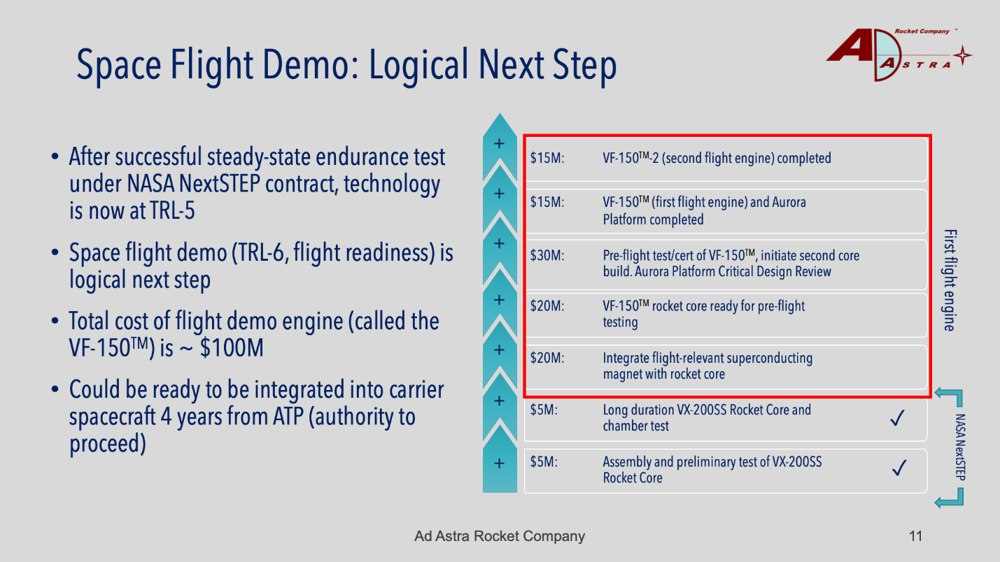 Rocket Company ™
AD ASTRA
Space Flight Demo: Logical Next Step
• After successful steady-state endurance test
under NASA NextSTEP contract, technology
is now at TRL-5
• Space flight demo (TRL-6, flight readiness) is
logical next step
• Total cost of flight demo engine (called the
VF-150™) is ~ $100M
• Could be ready to be integrated into carrier
spacecraft 4 years from ATP (authority to
proceed)
+
$15M: VF-150™-2 (second flight engine) completed
+
$15M: VF-150™ (first flight engine) and Aurora
Platform completed
+
$30M: Pre-flight test/cert of VF-150™, initiate second core
build. Aurora Platform Critical Design Review
+
$20M: VF-150™ rocket core ready for pre-flight
testing
+
$20M: Integrate flight-relevant superconducting
magnet with rocket core
+
$5M: Long duration VX-200SS Rocket Core and
chamber test ✓
+
$5M: Assembly and preliminary test of VX-200SS
Rocket Core ✓
First flight engine
NASA NextSTEP
Ad Astra Rocket Company
11